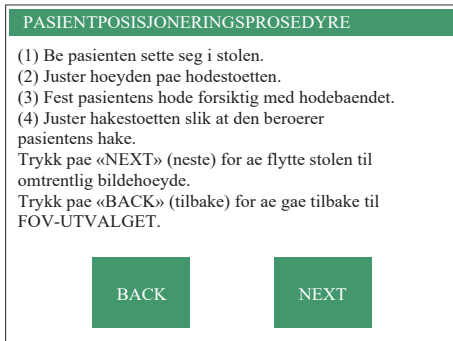 PASIENTPOSISJONERINGSPROSEDYRE
(1) Be pasienten sette seg i stolen.
(2) Juster hoeyden pae hodestoetten.
(3) Fest pasientens hode forsiktig med hodebaendet.
(4) Juster hakestoetten slik at den beroerer
pasientens hake.
Trykk pae «NEXT» (neste) for ae flytte stolen til
omtrentlig bildehoeyde.
Trykk pae «BACK» (tilbake) for ae gae tilbake til
FOV-UTVALGET.
BACK NEXT